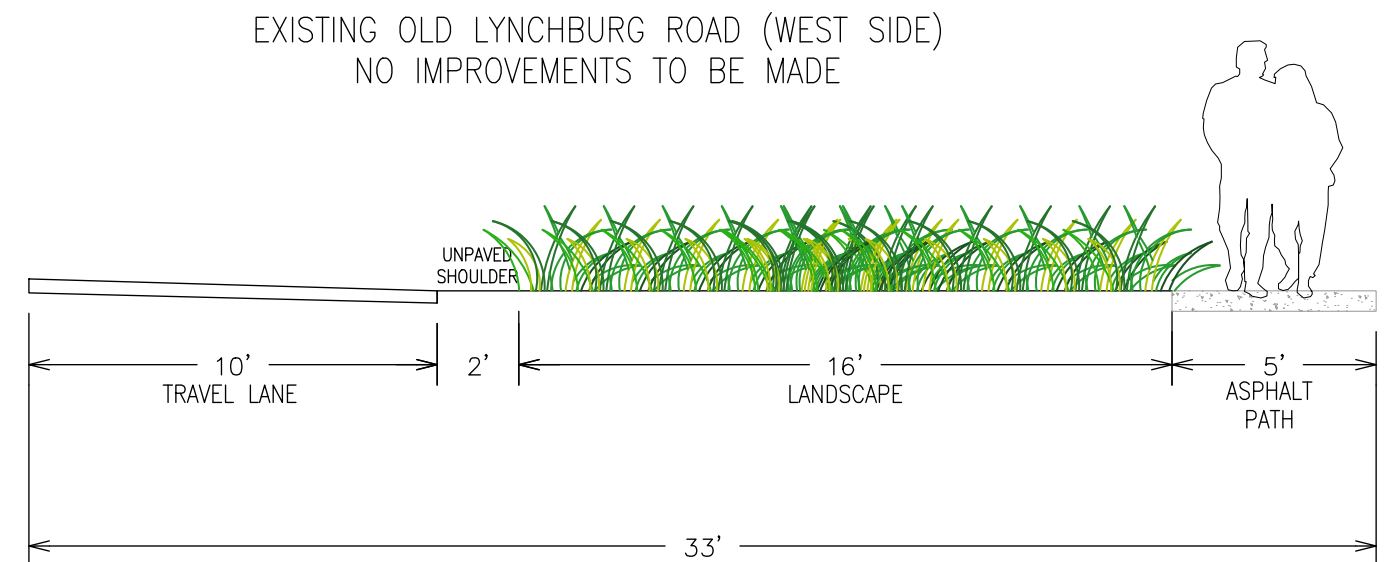 EXISTING OLD LYNCHBURG ROAD (WEST SIDE)
NO IMPROVEMENTS TO BE MADE
UNPAVED
SHOULDER
10'
2'
16'
5'
TRAVEL LANE
LANDSCAPE
ASPHALT
PATH
33'